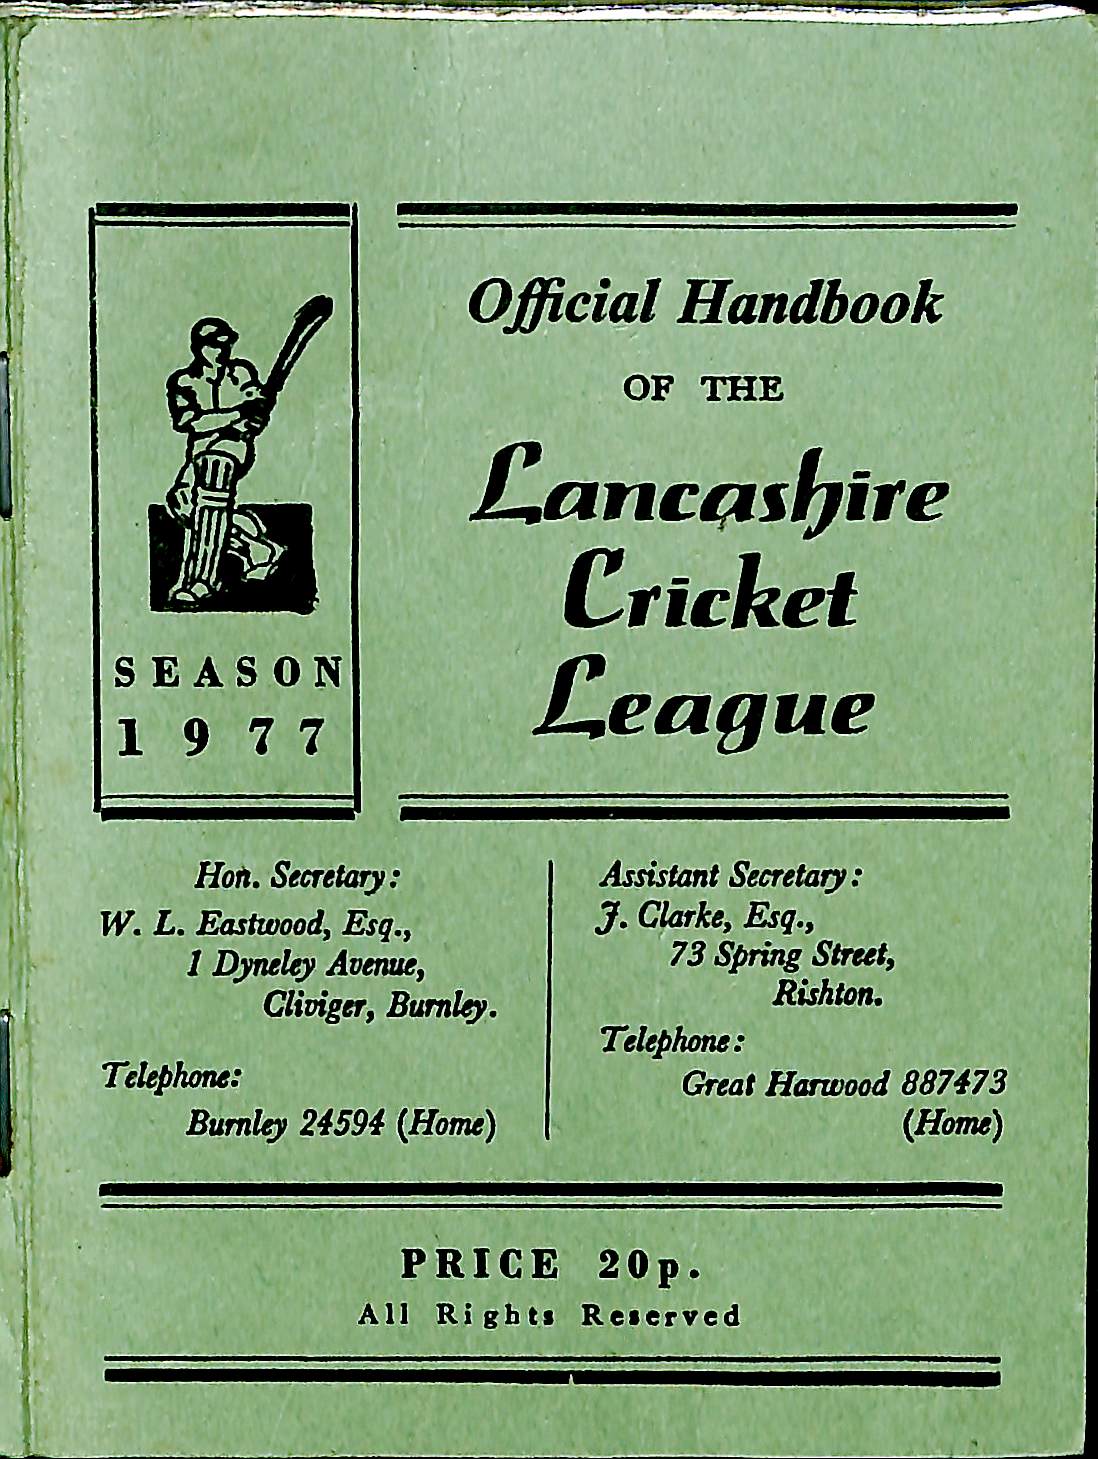 SEASON
1977
Official Handbook
OF THE
Lancashire
Cricket
League
Hon. Secretary:
W. L. Eastwood, Esq.,
1 Dyneley Avenue,
Cliviger, Burnley.
Telephone:
Burnley 24594 (Home)
Assistant Secretary:
J. Clarke, Esq.,
73 Spring Street,
Rishton.
Telephone:
Great Harwood 887473
(Home)
PRICE 20p.
All Rights Reserved